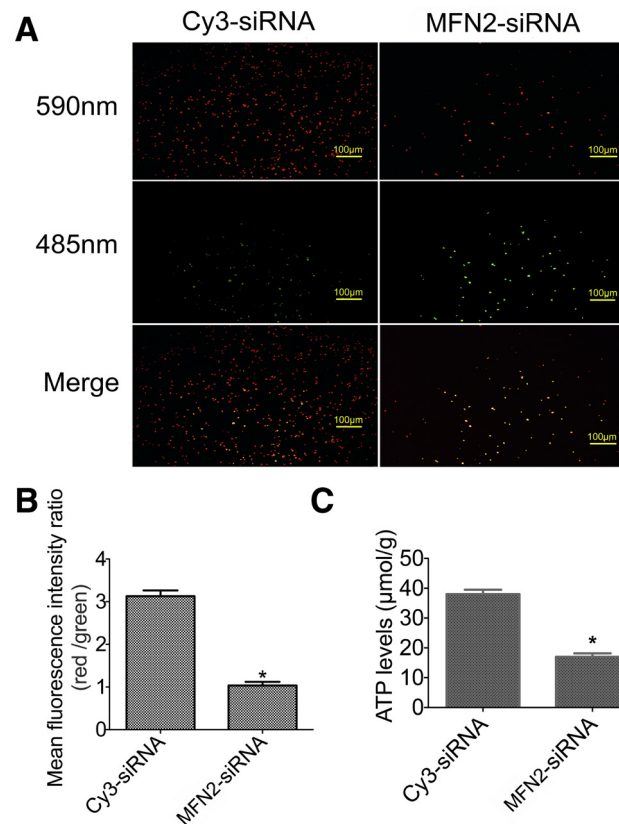 A
Cy3-siRNA
MFN2-siRNA
590nm
100μm
100μm
485nm
100μm
100μm
Merge
100μm
100μm
B
Mean fluorescence intensity ratio
(red /green)
4
3
2
1
0
*
Cy3-siRNA
MFN2-siRNA
C
ATP levels (μmol/g)
50
40
30
20
10
0
*
Cy3-siRNA
MFN2-siRNA